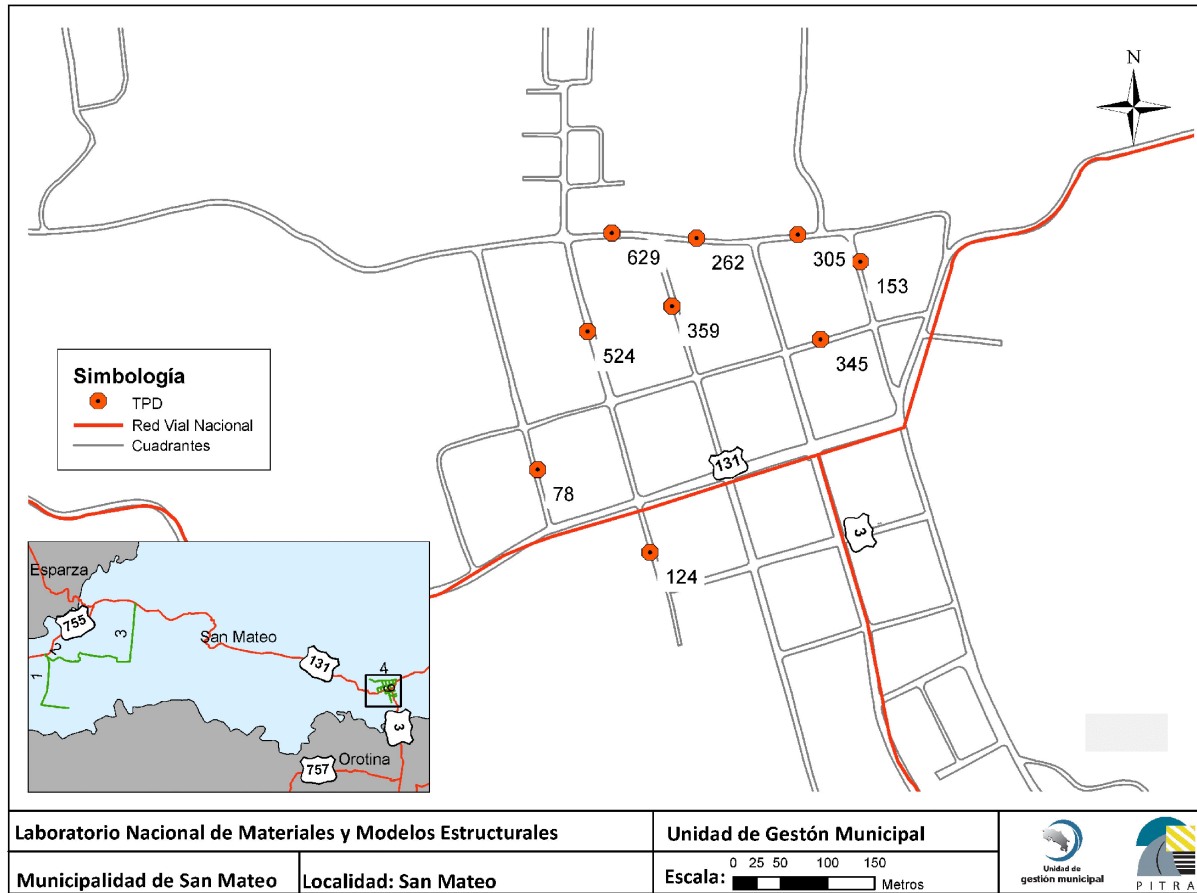 N
629
262
305
153
359
524
345
78
124
131
3
Simbología
TPD
Red Vial Nacional
Cuadrantes
Esparza
755
3
2
1
San Mateo
131
4
3
Orotina
757
Laboratorio Nacional de Materiales y Modelos Estructurales
Unidad de Gestión Municipal
Municipalidad de San Mateo
Localidad: San Mateo
Escala:
0 25 50 100 150
Metros
Unidad de
gestión municipal
PITRA